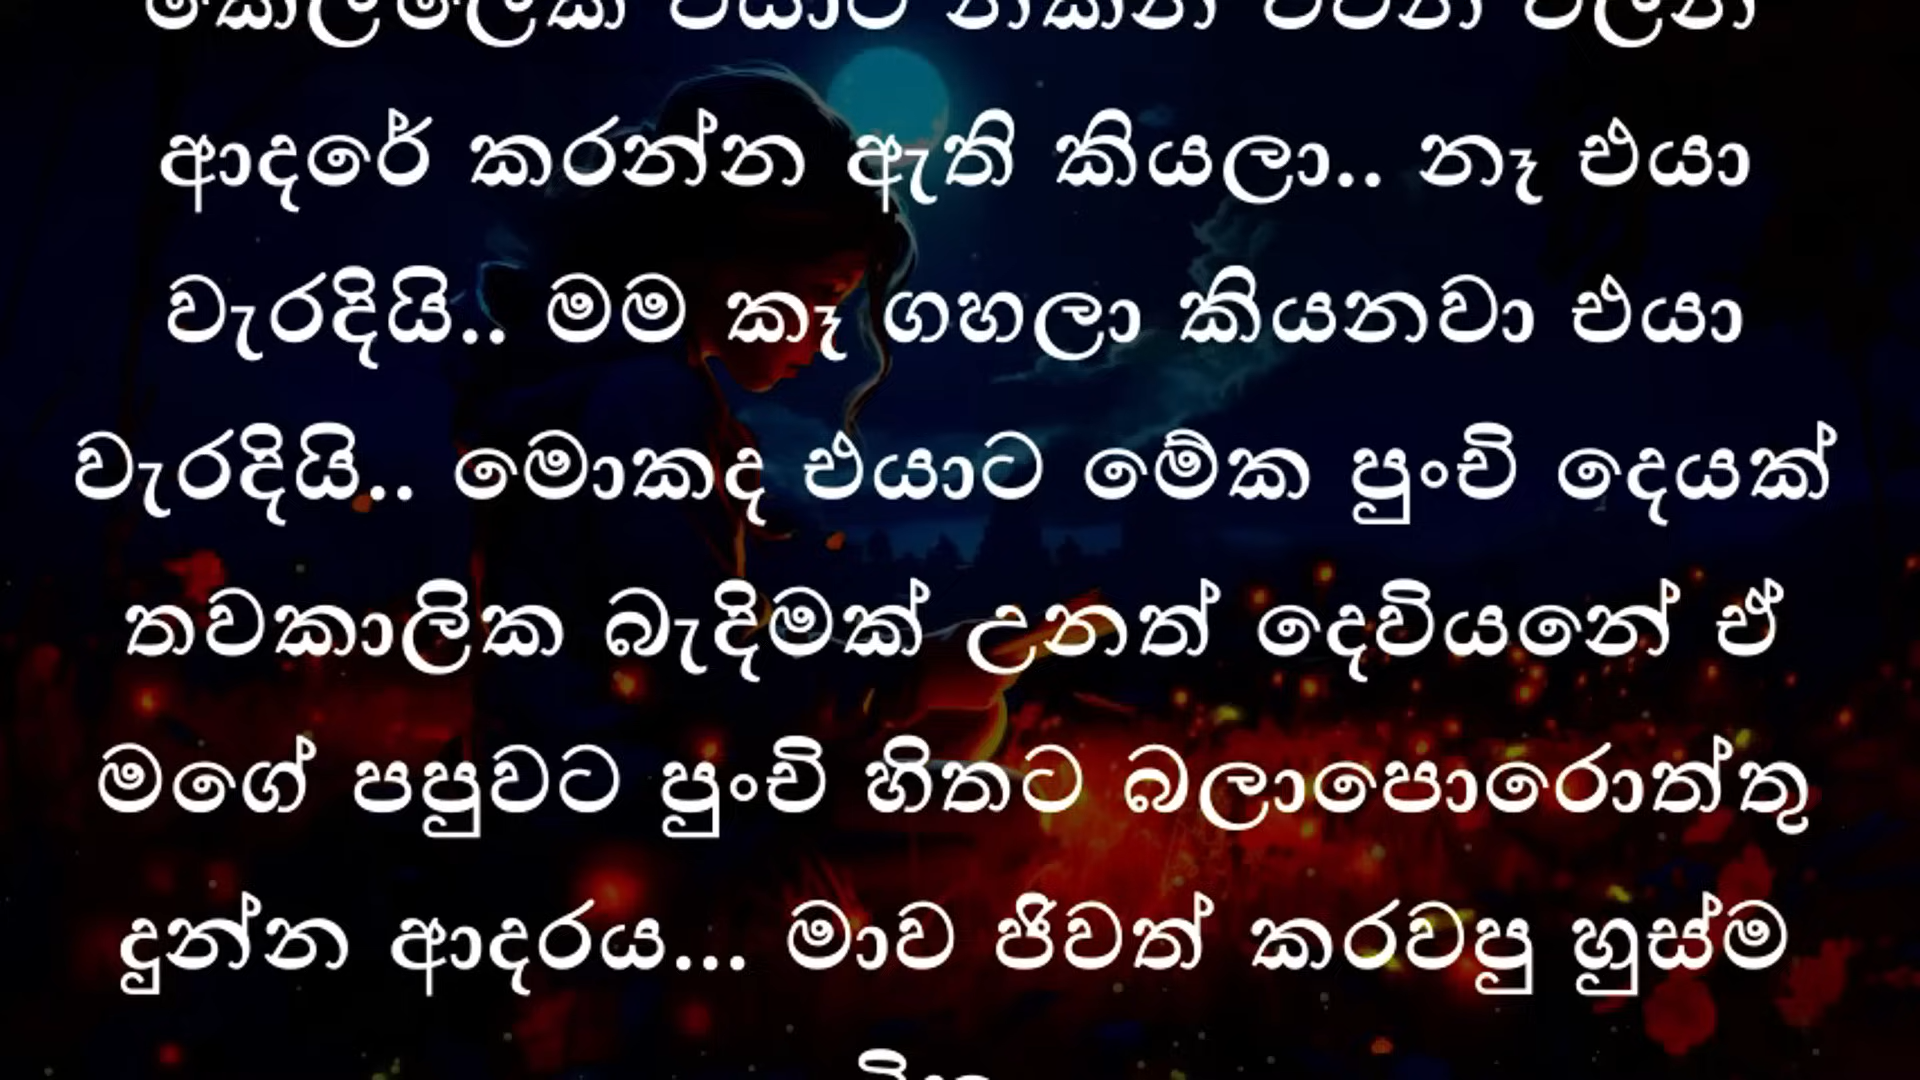 ආදරේ කරන්න ඇති කියලා.. නෑ එයා
වැරදියි.. මම කෑ ගහලා කියනවා එයා
වැරදියි.. මොකද එයාට මේක පුංචි දෙයක්
තවකාලික බැදිමක් උනත් දෙවියනේ ඒ
මගේ පපුවට පුංචි හිතට බලාපොරොත්තු
දුන්න ආදරය... මාව ජිවත් කරවපු හුස්ම